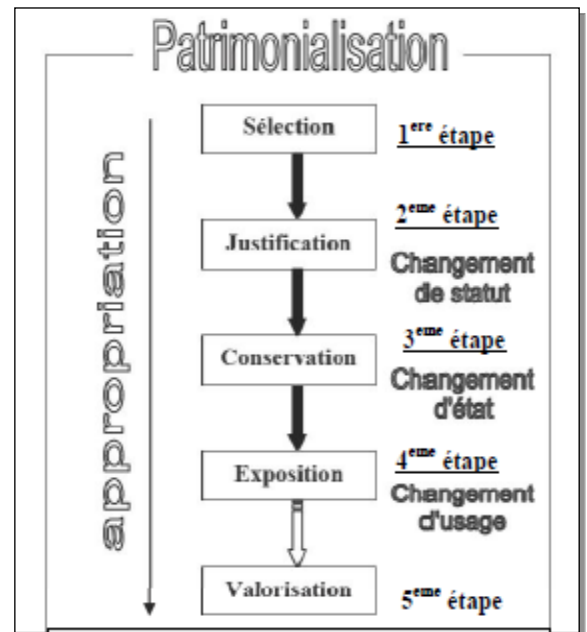 Patrimonialisation
appropriation
Sélection
1ere étape
2eme étape
Justification
Changement
de statut
3eme étape
Conservation
Changement
d'état
4eme étape
Exposition
Changement
d'usage
Valorisation
5eme étape